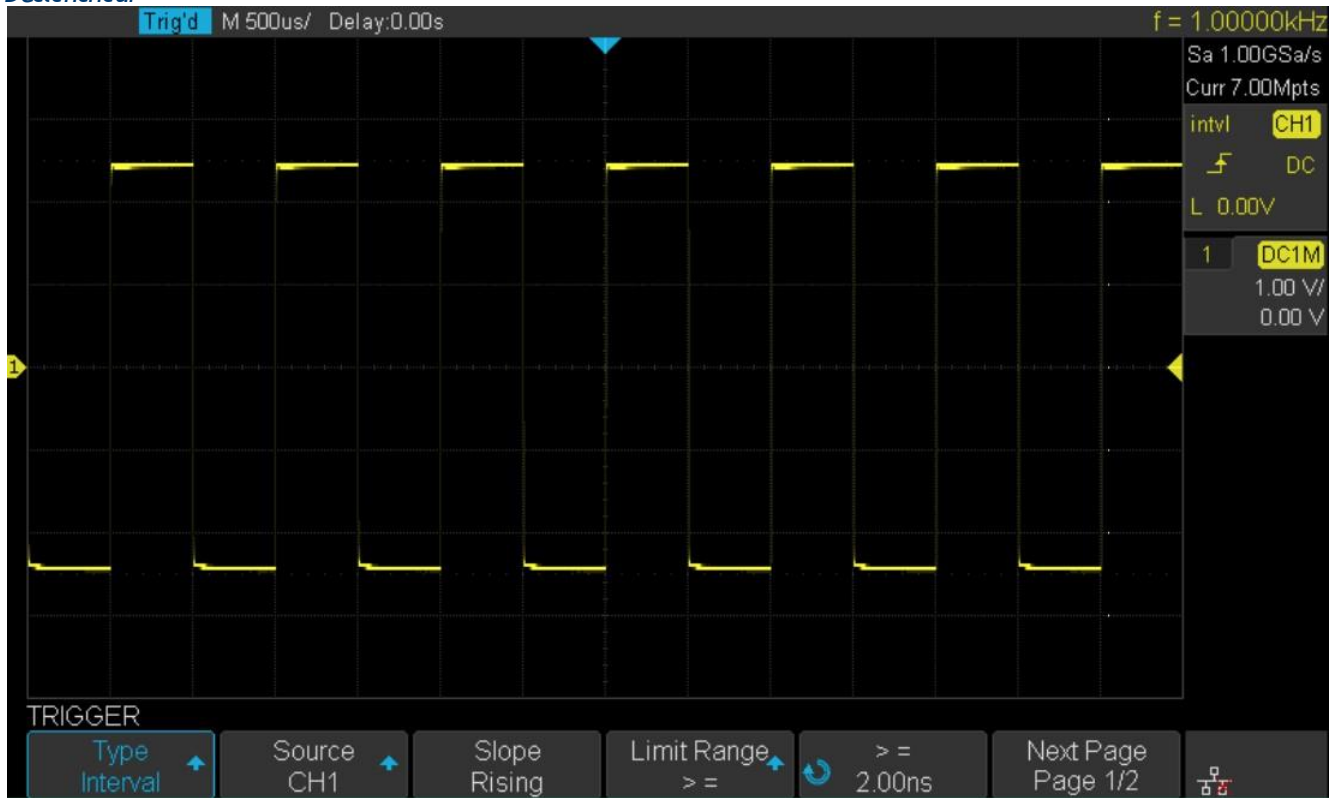 Trig'd M 500us/ Delay:0.00s f = 1.00000kHz
Sa 1.00GSa/s
Curr 7.00Mpts
intvl CH1
DC
L 0.00V
1 DC1M
1.00 V/
0.00 V
1
TRIGGER
Type Source Slope Limit Range > = Next Page
Interval CH1 Rising > = 2.00ns Page 1/2